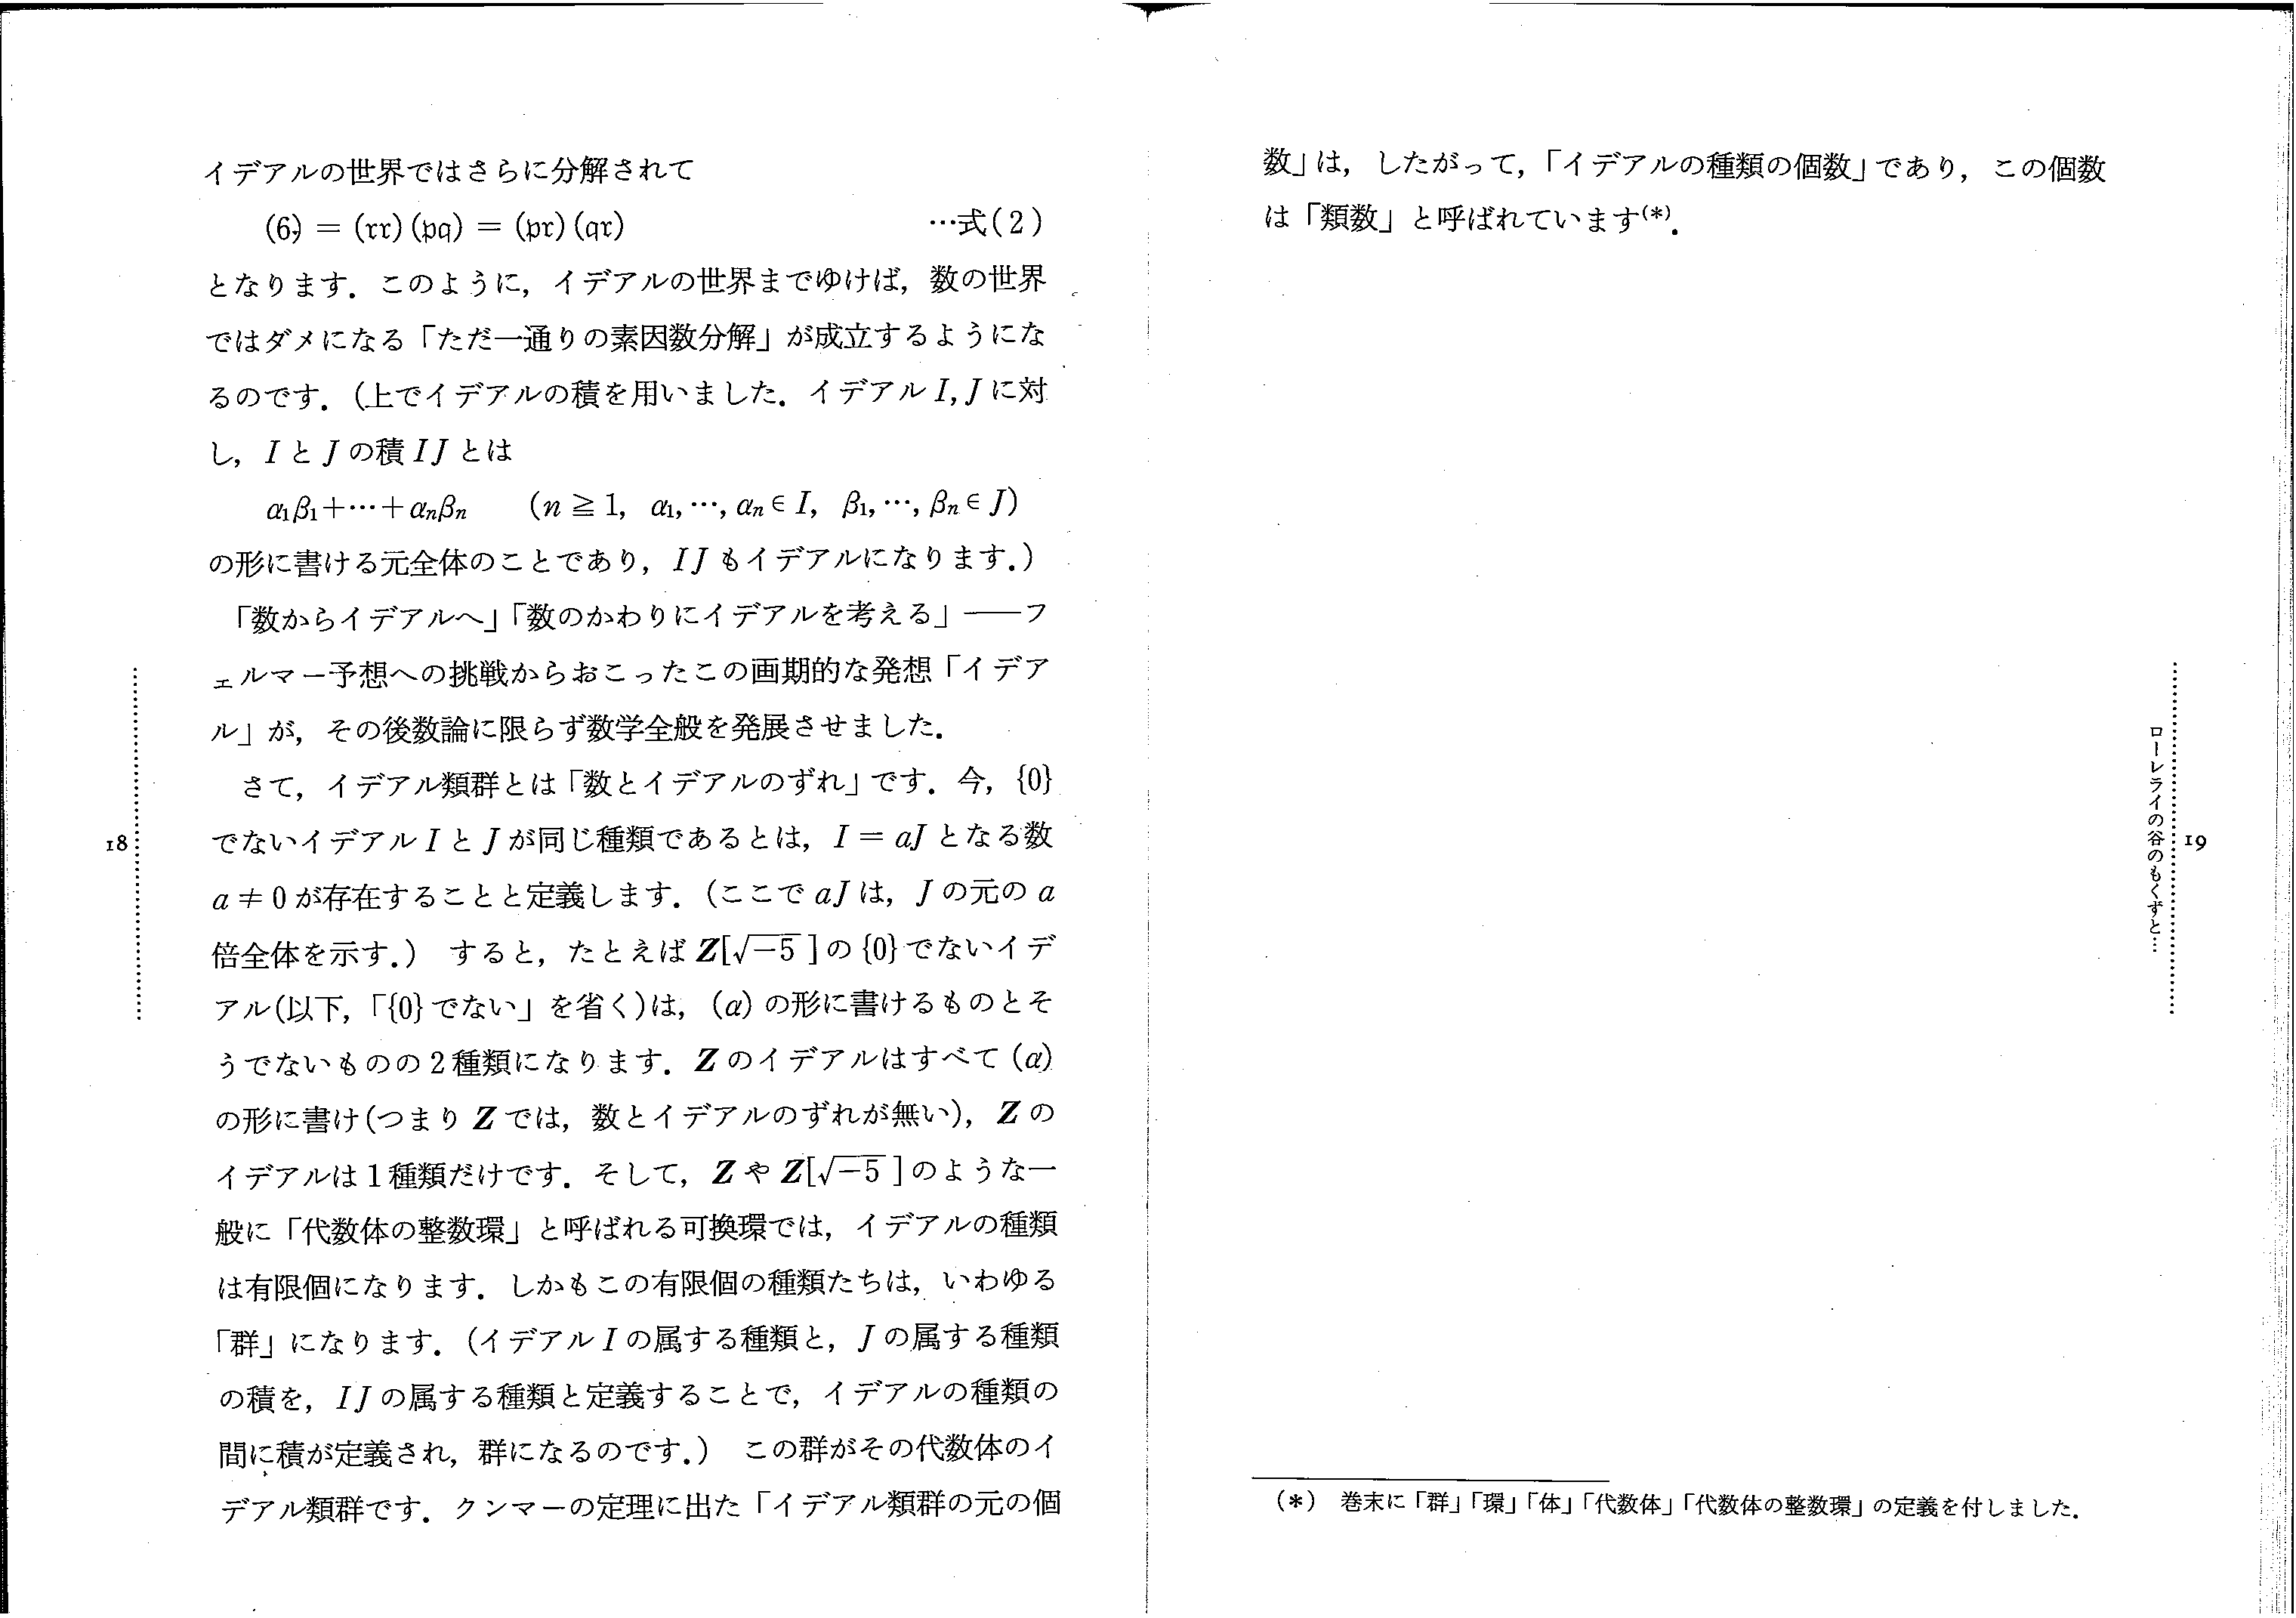 イデアルの世界ではさらに分解されて
(6) = (𝔯𝔯)(𝔭𝔮) = (𝔭𝔯)(𝔮𝔯) …式(2)
となります．このように，イデアルの世界までゆけば，数の世界
ではダメになる「ただ一通りの素因数分解」が成立するようにな
るのです．（上でイデアルの積を用いました．イデアル I, J に対
し，I と J の積 IJ とは
α₁β₁+⋯+αₙβₙ (n ≧ 1, α₁, ⋯, αₙ ∈ I, β₁, ⋯, βₙ ∈ J)
の形に書ける元全体のことであり，IJ もイデアルになります．）
「数からイデアルへ」「数のかわりにイデアルを考える」――フ
ェルマー予想への挑戦からおこったこの画期的な発想「イデア
ル」が，その後数論に限らず数学全般を発展させました．
さて，イデアル類群とは「数とイデアルのずれ」です．今，{0}
でないイデアル I と J が同じ種類であるとは，I = aJ となる数
a ≠ 0 が存在することと定義します．（ここで aJ は，J の元の a
倍全体を示す．） すると，たとえば Z[√−5] の {0} でないイデ
アル(以下，「{0} でない」を省く)は，(α) の形に書けるものとそ
うでないものの 2 種類になります．Z のイデアルはすべて (α)
の形に書け(つまり Z では，数とイデアルのずれが無い)，Z の
イデアルは 1 種類だけです．そして，Z や Z[√−5] のような一
般に「代数体の整数環」と呼ばれる可換環では，イデアルの種類
は有限個になります．しかもこの有限個の種類たちは，いわゆる
「群」になります．（イデアル I の属する種類と，J の属する種類
の積を，IJ の属する種類と定義することで，イデアルの種類の
間に積が定義され，群になるのです．） この群がその代数体のイ
デアル類群です．クンマーの定理に出た「イデアル類群の元の個
18
数」は，したがって，「イデアルの種類の個数」であり，この個数
は「類数」と呼ばれています(*)．
(*) 巻末に「群」「環」「体」「代数体」「代数体の整数環」の定義を付しました．
ローレライの谷のもくずと…
19